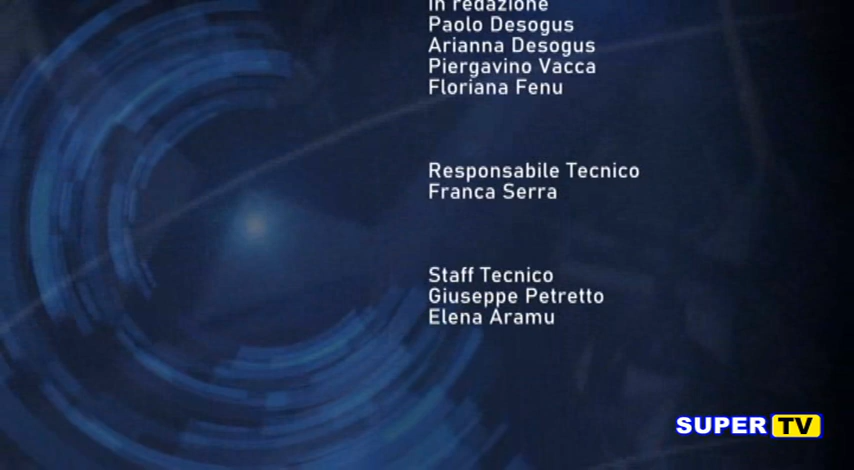 In redazione
Paolo Desogus
Arianna Desogus
Piergavino Vacca
Floriana Fenu
Responsabile Tecnico
Franca Serra
Staff Tecnico
Giuseppe Petretto
Elena Aramu
SUPER TV